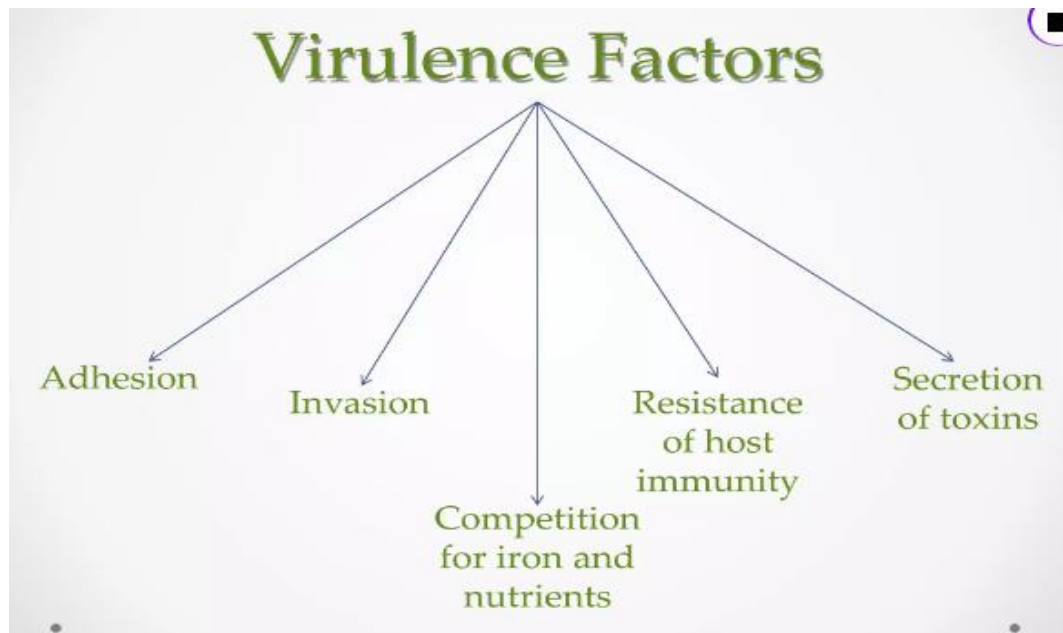 Virulence Factors
Adhesion
Invasion
Competition
for iron and
nutrients
Resistance
of host
immunity
Secretion
of toxins